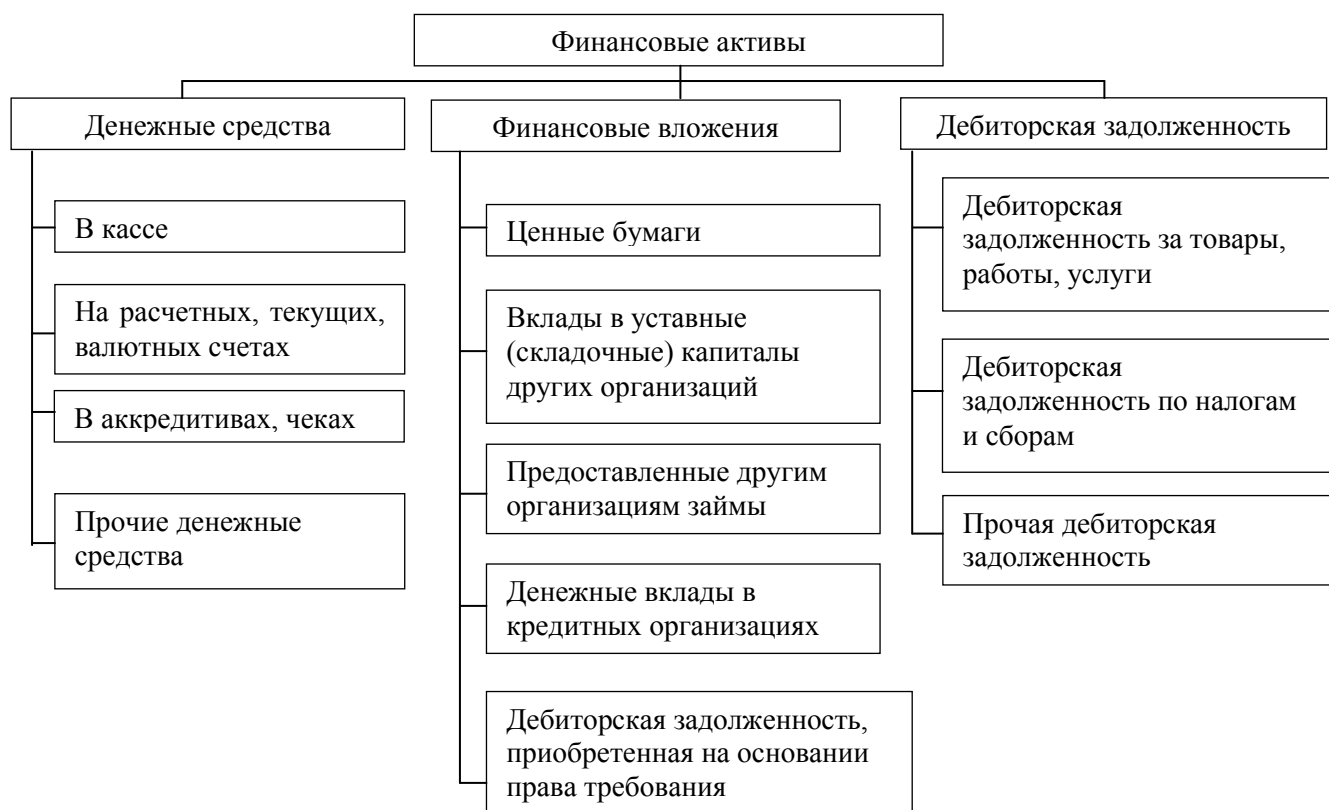 Финансовые активы
Денежные средства
Финансовые вложения
Дебиторская задолженность
В кассе
На расчетных, текущих,
валютных счетах
В аккредитивах, чеках
Прочие денежные
средства
Ценные бумаги
Вклады в уставные
(складочные) капиталы
других организаций
Предоставленные другим
организациям займы
Денежные вклады в
кредитных организациях
Дебиторская задолженность,
приобретенная на основании
права требования
Дебиторская
задолженность за товары,
работы, услуги
Дебиторская
задолженность по налогам
и сборам
Прочая дебиторская
задолженность